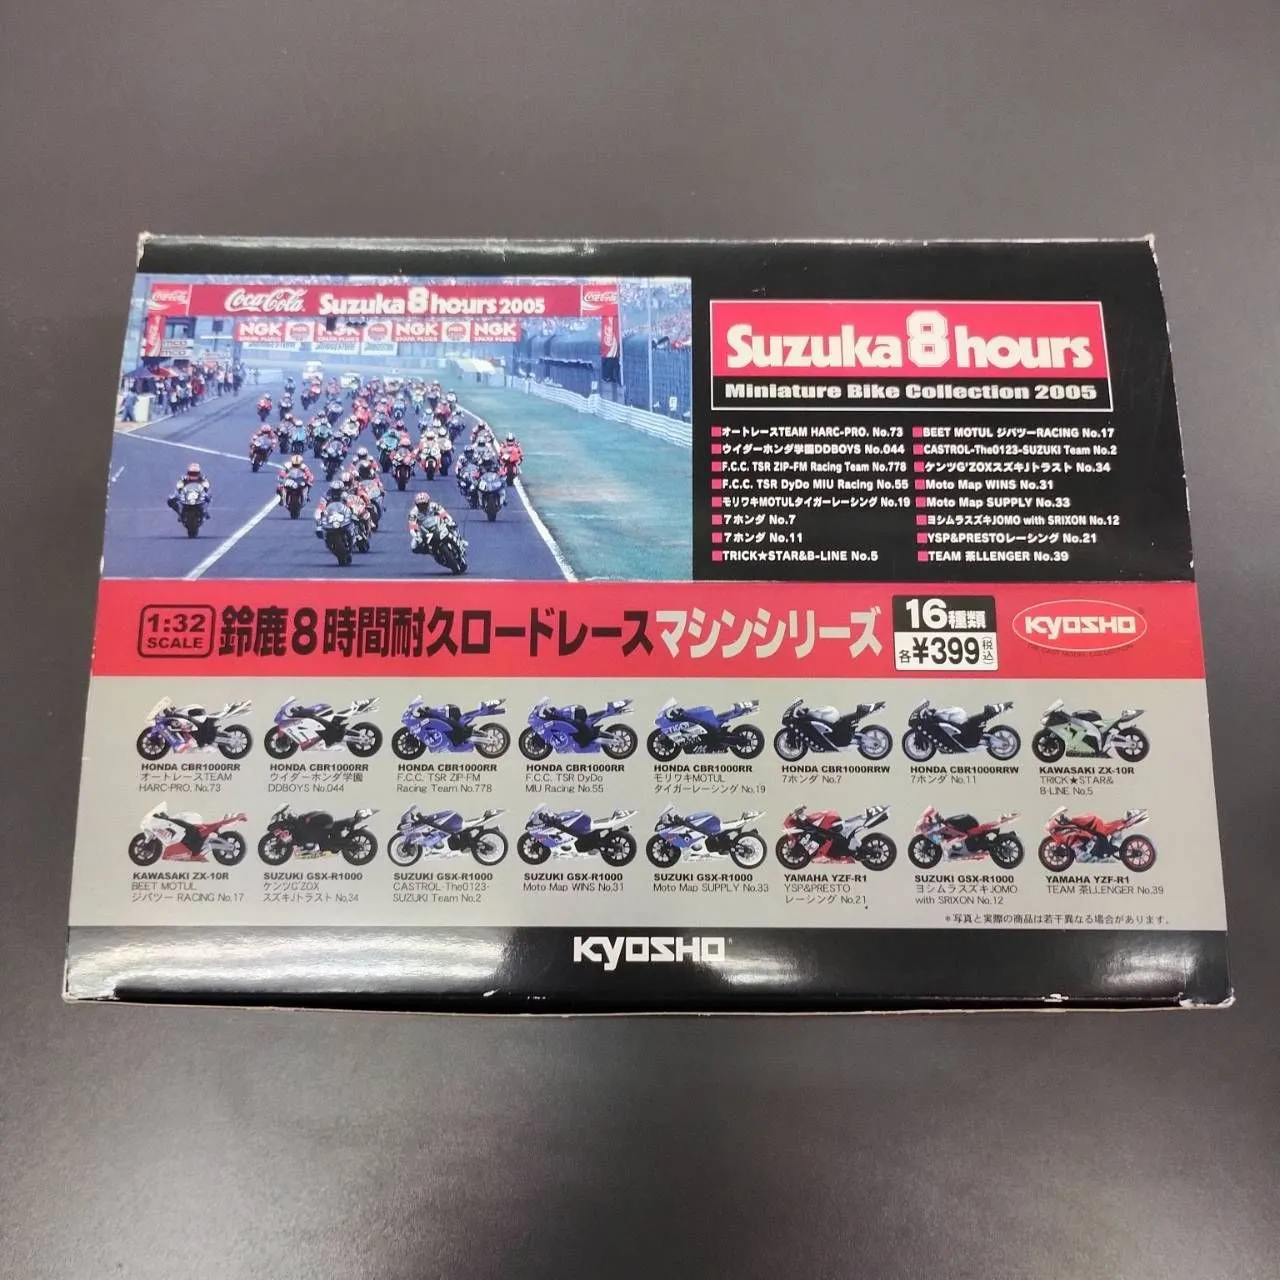 Coca-Cola Suzuka 8 hours 2005 Coca-Cola
NGK NGK NGK NGK
SPARK PLUGS SPARK PLUGS
Suzuka 8 hours
Miniature Bike Collection 2005
オートレースTEAM HARC-PRO. No.73
ウイダーホンダ学園DDBOYS No.044
F.C.C. TSR ZIP-FM Racing Team No.778
F.C.C. TSR DyDo MIU Racing No.55
モリワキMOTULタイガーレーシング No.19
7ホンダ No.7
7ホンダ No.11
TRICK★STAR&B-LINE No.5
BEET MOTUL ジパツーRACING No.17
CASTROL-The0123-SUZUKI Team No.2
ケンツG'ZOXスズキJトラスト No.34
Moto Map WINS No.31
Moto Map SUPPLY No.33
ヨシムラスズキJOMO with SRIXON No.12
YSP&PRESTOレーシング No.21
TEAM 茶LLENGER No.39
1:32
SCALE
鈴鹿8時間耐久ロードレースマシンシリーズ
16種類
各¥399(税込)
KYOSHO
HONDA CBR1000RR
オートレースTEAM
HARC-PRO. No.73
HONDA CBR1000RR
ウイダーホンダ学園
DDBOYS No.044
HONDA CBR1000RR
F.C.C. TSR ZIP-FM
Racing Team No.778
HONDA CBR1000RR
F.C.C. TSR DyDo
MIU Racing No.55
HONDA CBR1000RR
モリワキMOTUL
タイガーレーシング No.19
HONDA CBR1000RRW
7ホンダ No.7
HONDA CBR1000RRW
7ホンダ No.11
KAWASAKI ZX-10R
TRICK★STAR&
B-LINE No.5
KAWASAKI ZX-10R
BEET MOTUL
ジパツー RACING No.17
SUZUKI GSX-R1000
ケンツG'ZOX
スズキJトラスト No.34
SUZUKI GSX-R1000
CASTROL-The0123-
SUZUKI Team No.2
SUZUKI GSX-R1000
Moto Map WINS No.31
SUZUKI GSX-R1000
Moto Map SUPPLY No.33
YAMAHA YZF-R1
YSP&PRESTO
レーシング No.21
SUZUKI GSX-R1000
ヨシムラスズキJOMO
with SRIXON No.12
YAMAHA YZF-R1
TEAM 茶LLENGER No.39
*写真と実際の商品は若干異なる場合があります。
KYOSHO